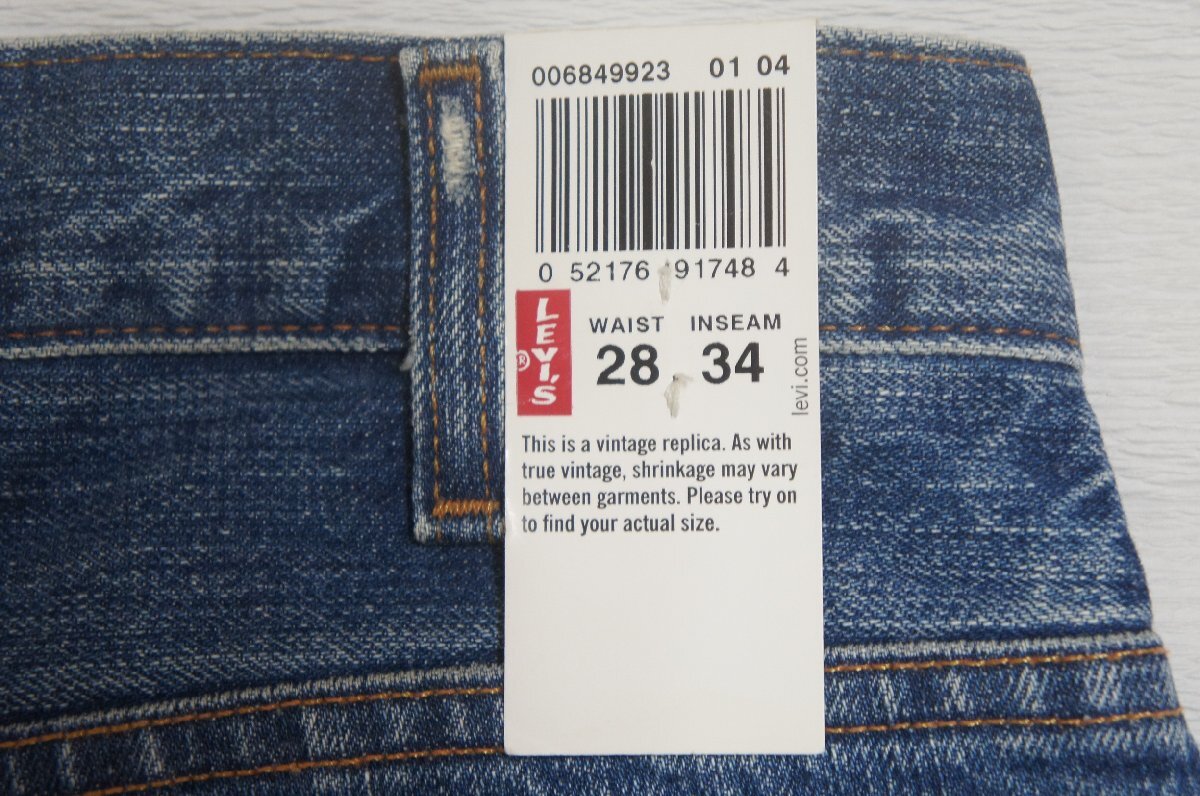 006849923 01 04
0 52176 91748 4
LEVI'S
®
WAIST INSEAM
28 34
levi.com
This is a vintage replica. As with
true vintage, shrinkage may vary
between garments. Please try on
to find your actual size.